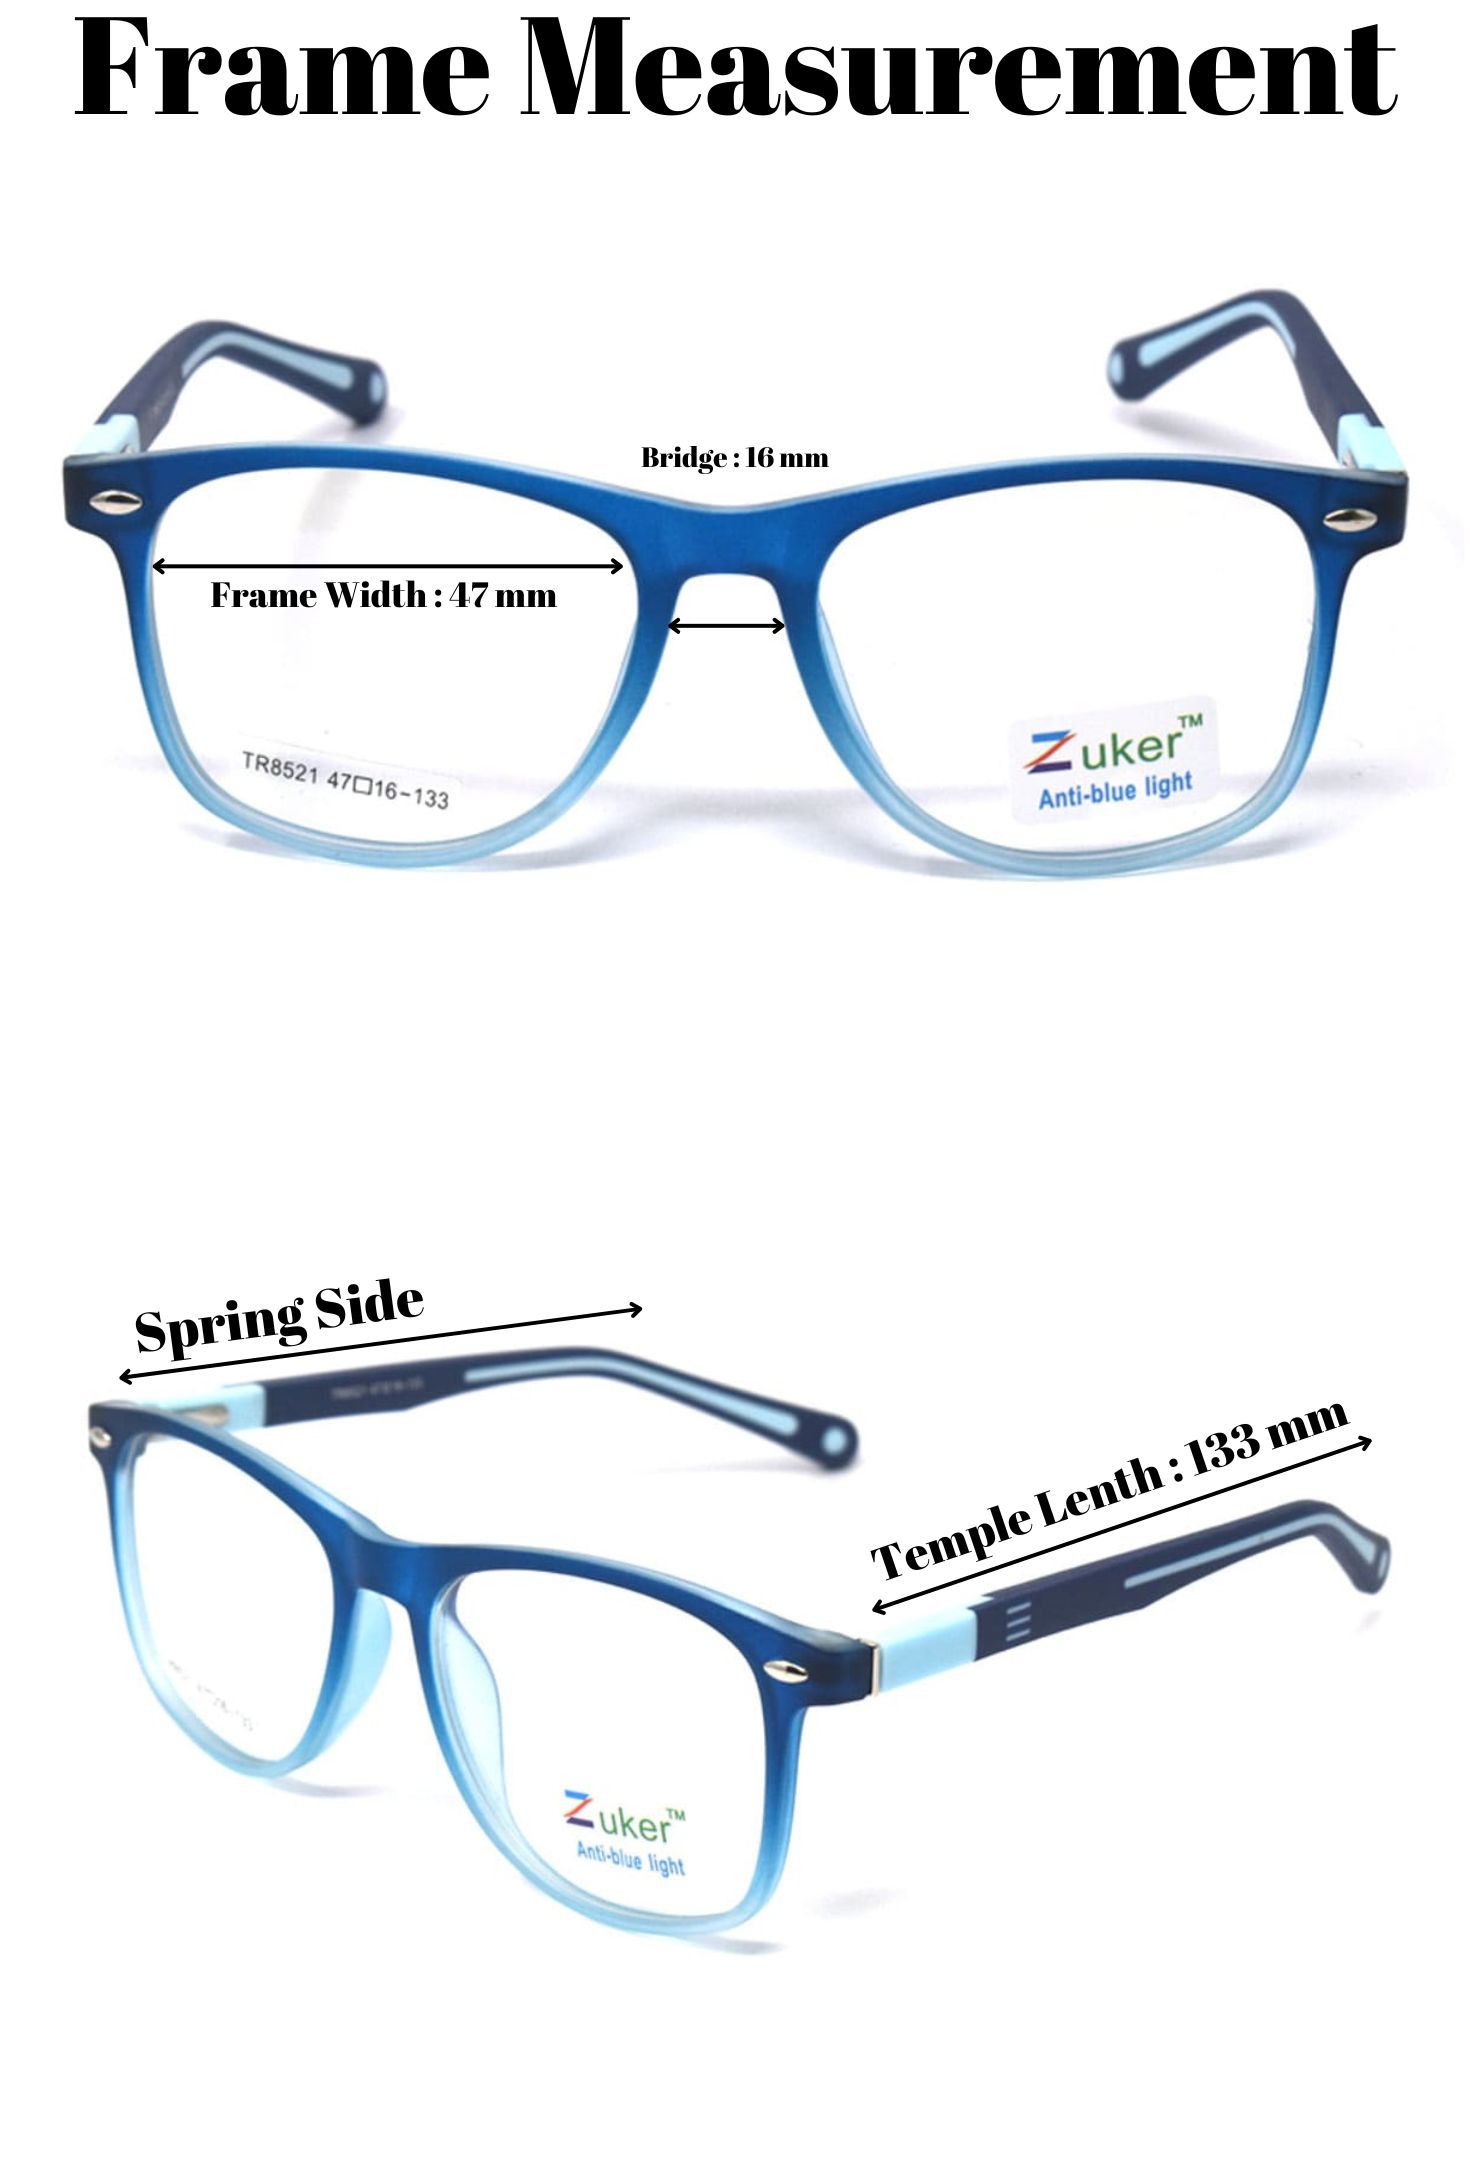 Frame Measurement
Bridge : 16 mm
Frame Width : 47 mm
TR8521 47□16-133
Zuker™
Anti-blue light
Spring Side
Temple Lenth : 133 mm
Zuker™
Anti-blue light